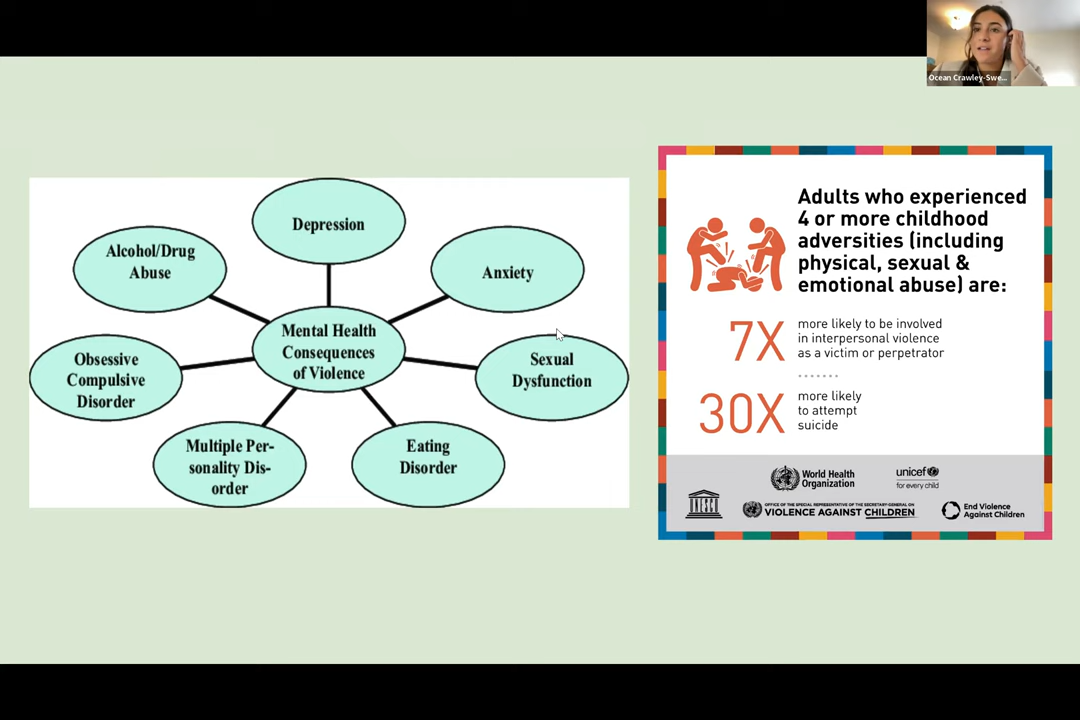 Ocean Crawley-Swe...
Depression
Alcohol/Drug
Abuse
Anxiety
Mental Health
Consequences
of Violence
Obsessive
Compulsive
Disorder
Sexual
Dysfunction
Multiple Per-
sonality Dis-
order
Eating
Disorder
Adults who experienced
4 or more childhood
adversities (including
physical, sexual &
emotional abuse) are:
7X
more likely to be involved
in interpersonal violence
as a victim or perpetrator
30X
more likely
to attempt
suicide
World Health
Organization
unicef
for every child
UNESCO
OFFICE OF THE SPECIAL REPRESENTATIVE OF THE SECRETARY-GENERAL ON
VIOLENCE AGAINST CHILDREN
End Violence
Against Children